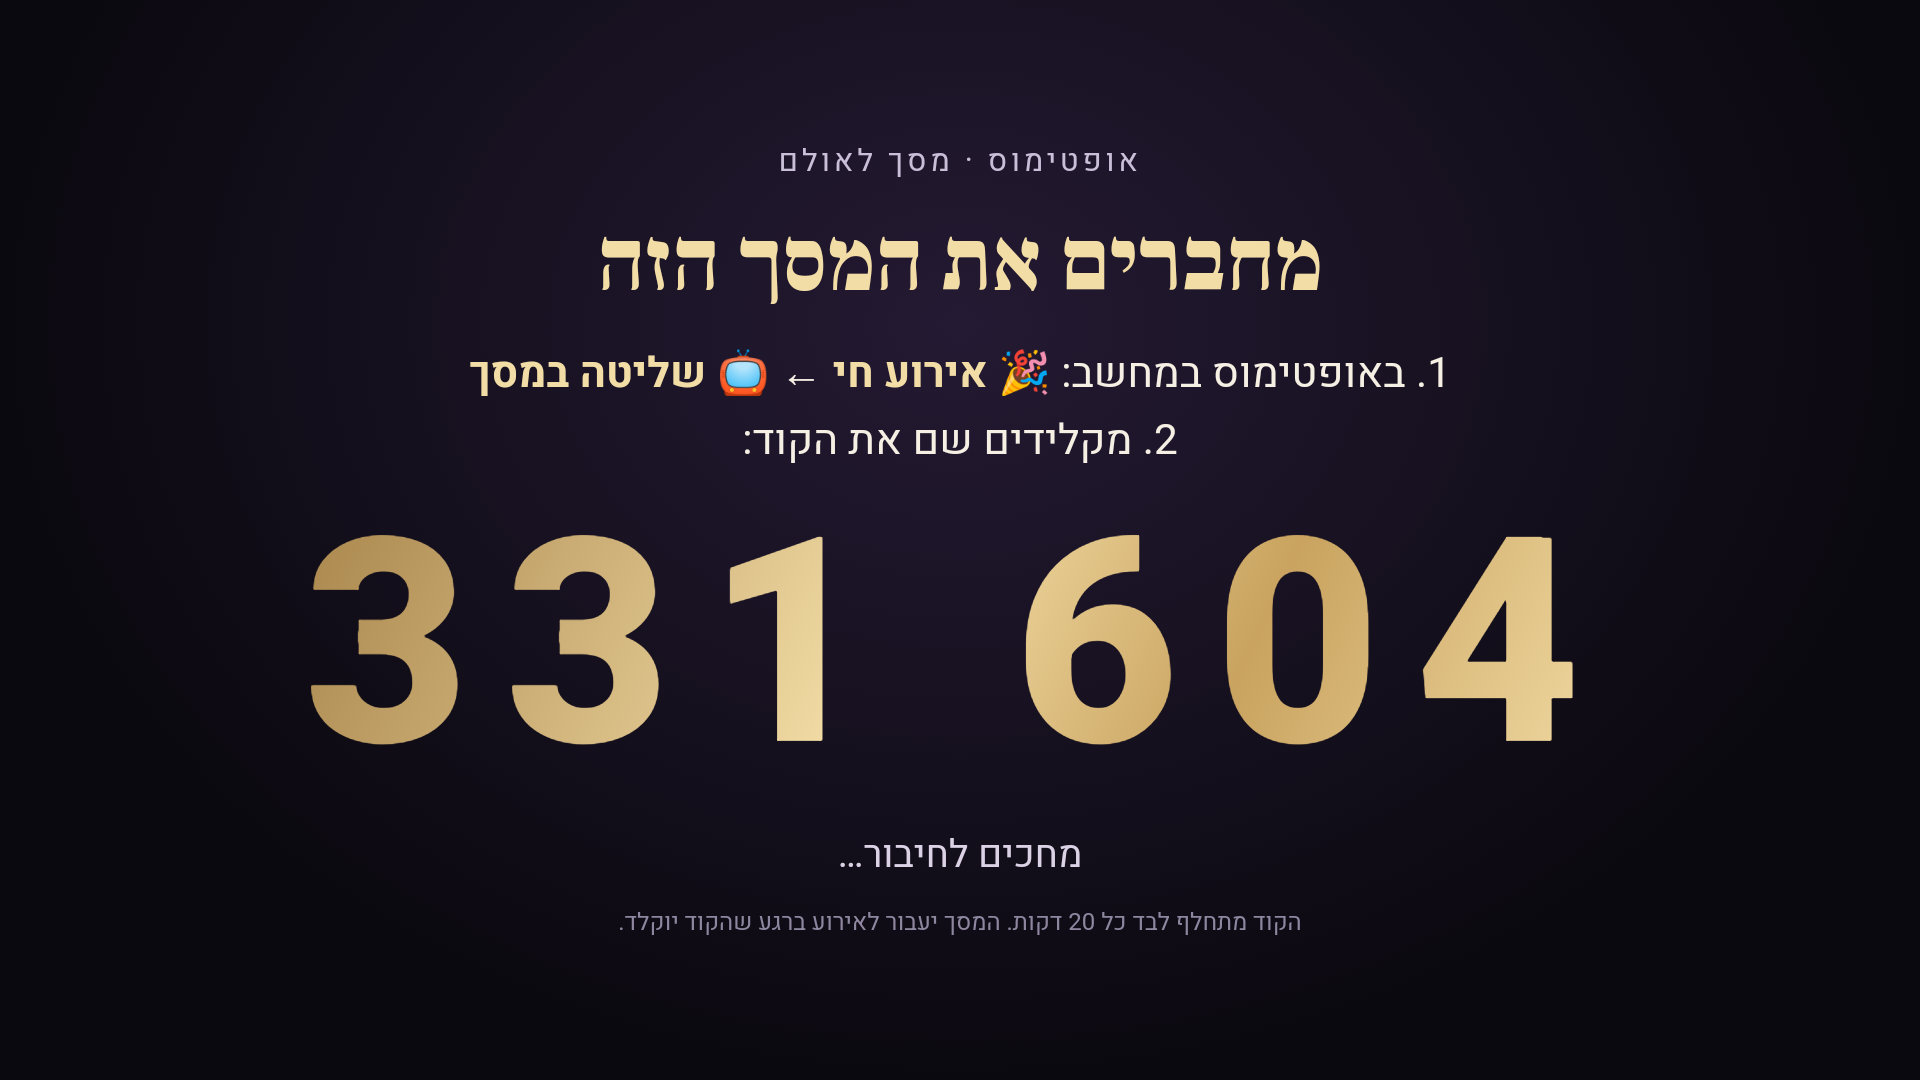 אופטימוס · מסך לאולם
מחברים את המסך הזה
1. באופטימוס במחשב: 🎉 אירוע חי ← 📺 שליטה במסך
2. מקלידים שם את הקוד:
331 604
מחכים לחיבור...
הקוד מתחלף לבד כל 20 דקות. המסך יעבור לאירוע ברגע שהקוד יוקלד.